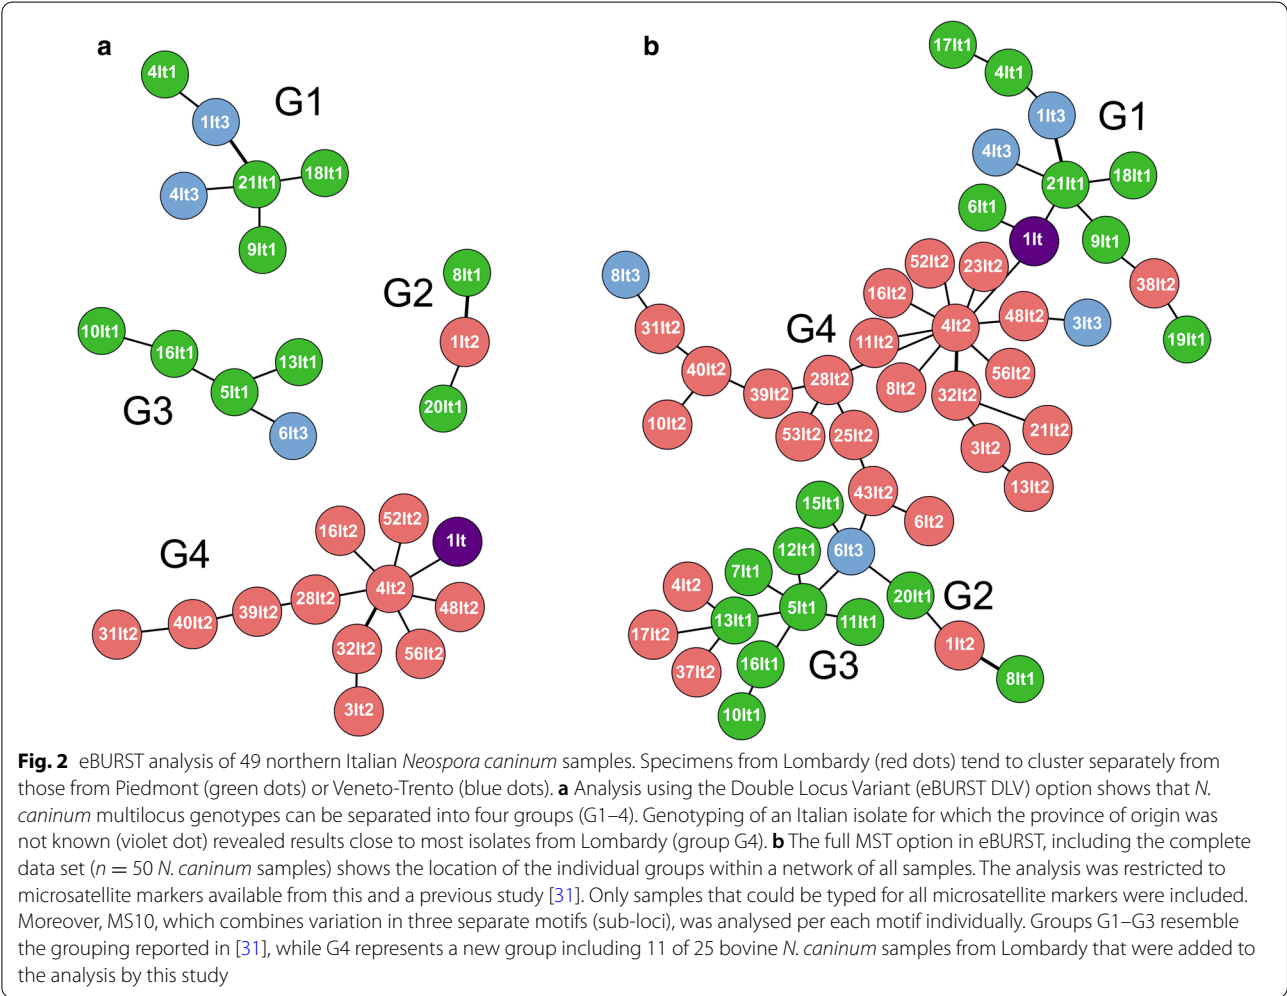 a
4It1
1It3
G1
4It3
21It1
18It1
9It1
8It1
G2
1It2
20It1
10It1
16It1
13It1
5It1
G3
6It3
16It2
52It2
1It
G4
4It2
28It2
48It2
39It2
40It2
31It2
32It2
56It2
3It2
b
17It1
4It1
1It3
G1
4It3
21It1
18It1
6It1
1It
9It1
38It2
19It1
52It2
23It2
16It2
8It3
31It2
G4
11It2
4It2
48It2
3It3
40It2
39It2
28It2
8It2
56It2
32It2
10It2
53It2
25It2
21It2
3It2
13It2
43It2
15It1
6It2
12It1
6It3
7It1
4It2
5It1
20It1
G2
13It1
11It1
17It2
1It2
37It2
16It1
G3
8It1
10It1
Fig. 2 eBURST analysis of 49 northern Italian Neospora caninum samples. Specimens from Lombardy (red dots) tend to cluster separately from
those from Piedmont (green dots) or Veneto-Trento (blue dots). a Analysis using the Double Locus Variant (eBURST DLV) option shows that N.
caninum multilocus genotypes can be separated into four groups (G1–4). Genotyping of an Italian isolate for which the province of origin was
not known (violet dot) revealed results close to most isolates from Lombardy (group G4). b The full MST option in eBURST, including the complete
data set (n = 50 N. caninum samples) shows the location of the individual groups within a network of all samples. The analysis was restricted to
microsatellite markers available from this and a previous study [31]. Only samples that could be typed for all microsatellite markers were included.
Moreover, MS10, which combines variation in three separate motifs (sub-loci), was analysed per each motif individually. Groups G1–G3 resemble
the grouping reported in [31], while G4 represents a new group including 11 of 25 bovine N. caninum samples from Lombardy that were added to
the analysis by this study